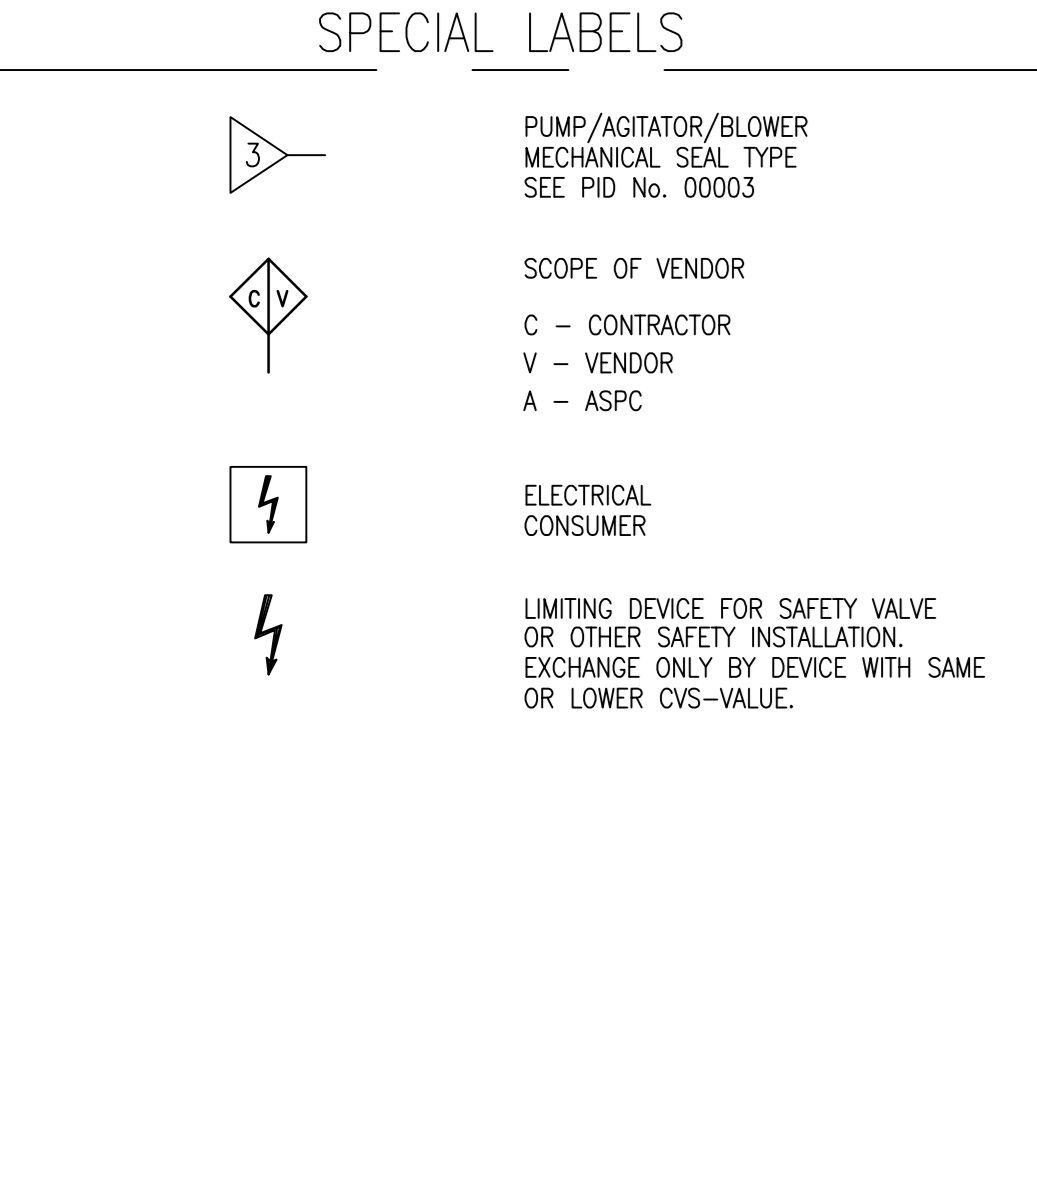 SPECIAL LABELS
3
PUMP/AGITATOR/BLOWER
MECHANICAL SEAL TYPE
SEE PID No. 00003
C V
SCOPE OF VENDOR
C – CONTRACTOR
V – VENDOR
A – ASPC
ELECTRICAL
CONSUMER
LIMITING DEVICE FOR SAFETY VALVE
OR OTHER SAFETY INSTALLATION.
EXCHANGE ONLY BY DEVICE WITH SAME
OR LOWER CVS–VALUE.